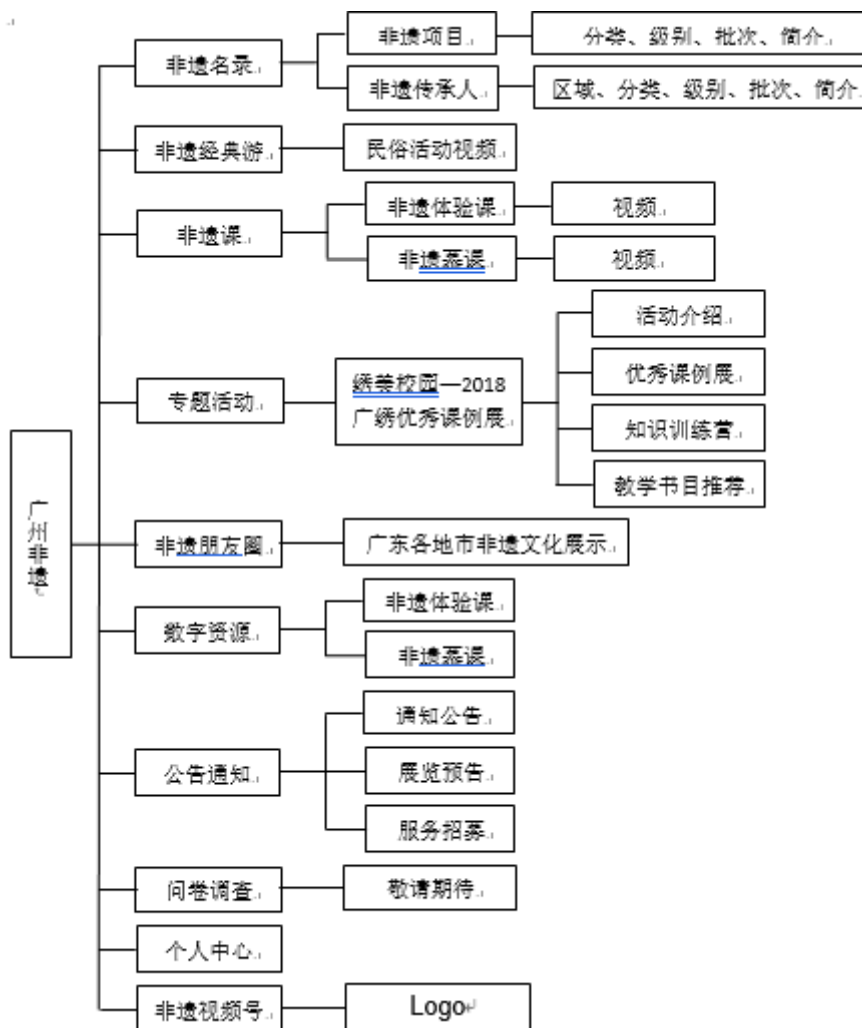 非遗名录
非遗项目
分类、级别、批次、简介
非遗传承人
区域、分类、级别、批次、简介
非遗经典游
民俗活动视频
非遗课
非遗体验课
视频
非遗慕课
视频
专题活动
绣美校园—2018
广绣优秀课例展
活动介绍
优秀课例展
知识训练营
教学书目推荐
广州非遗
非遗朋友圈
广东各地市非遗文化展示
数字资源
非遗体验课
非遗慕课
公告通知
通知公告
展览预告
服务招募
问卷调查
敬请期待
个人中心
非遗视频号
Logo